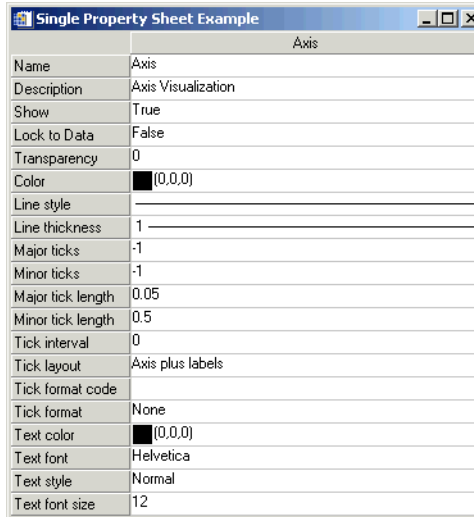 Single Property Sheet Example
Axis
Name Axis
Description Axis Visualization
Show True
Lock to Data False
Transparency 0
Color (0,0,0)
Line style
Line thickness 1
Major ticks -1
Minor ticks -1
Major tick length 0.05
Minor tick length 0.5
Tick interval 0
Tick layout Axis plus labels
Tick format code
Tick format None
Text color (0,0,0)
Text font Helvetica
Text style Normal
Text font size 12